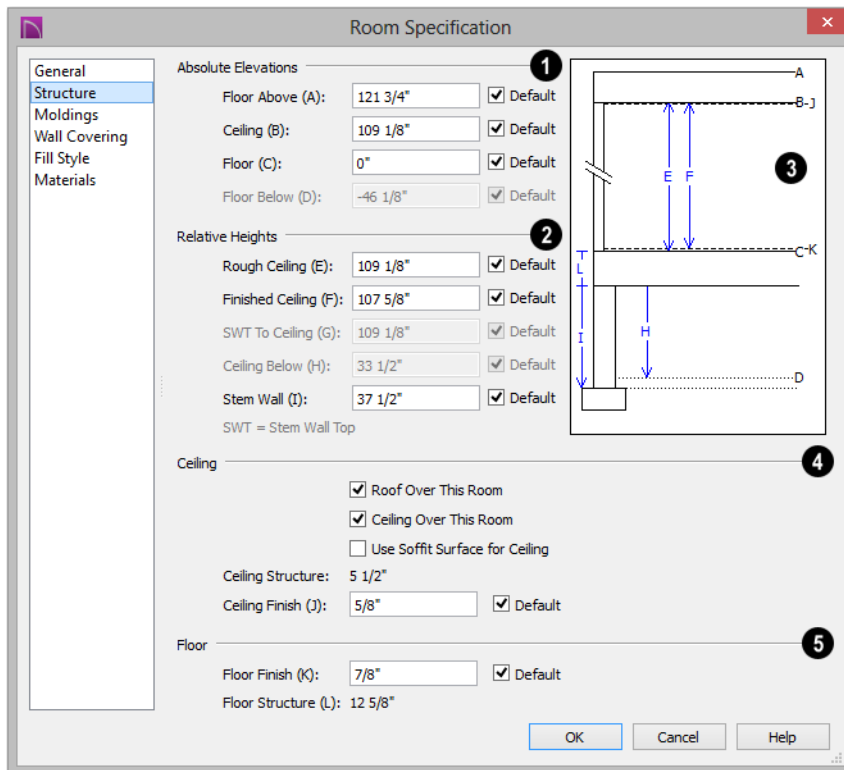 Room Specification
General
Structure
Moldings
Wall Covering
Fill Style
Materials
Absolute Elevations 1
Floor Above (A): 121 3/4" Default
Ceiling (B): 109 1/8" Default
Floor (C): 0" Default
Floor Below (D): -46 1/8" Default
Relative Heights 2
Rough Ceiling (E): 109 1/8" Default
Finished Ceiling (F): 107 5/8" Default
SWT To Ceiling (G): 109 1/8" Default
Ceiling Below (H): 33 1/2" Default
Stem Wall (I): 37 1/2" Default
SWT = Stem Wall Top
A
B-J
3
E F
C-K
L
I H
D
Ceiling 4
Roof Over This Room
Ceiling Over This Room
Use Soffit Surface for Ceiling
Ceiling Structure: 5 1/2"
Ceiling Finish (J): 5/8" Default
Floor 5
Floor Finish (K): 7/8" Default
Floor Structure (L): 12 5/8"
OK Cancel Help